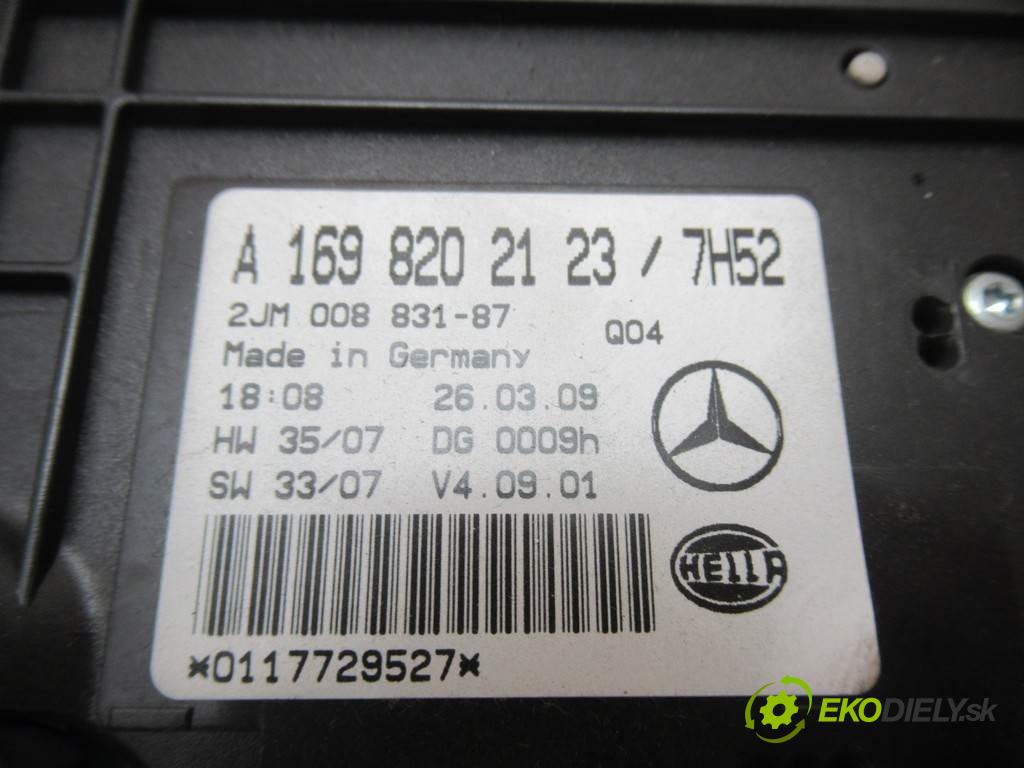 A 169 820 21 23 / 7H52
2JM 008 831-87
Q04
Made in Germany
18:08 26.03.09
HW 35/07 DG 0009h
SW 33/07 V4.09.01
HELLA
*0117729527*
EKODIELY.sk